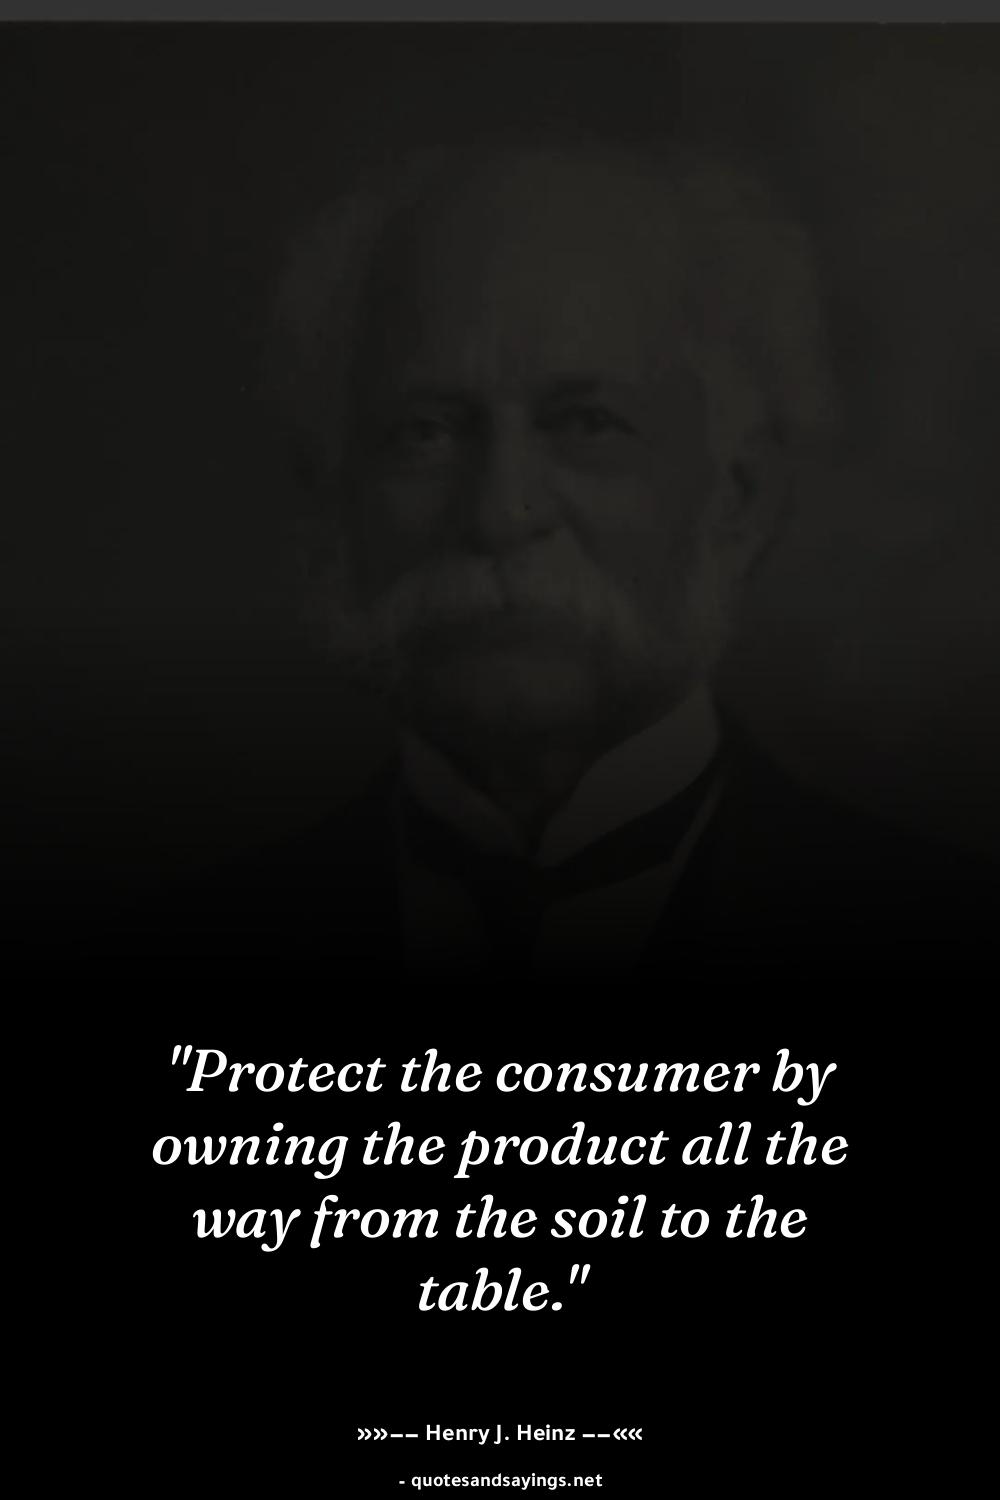 "Protect the consumer by
owning the product all the
way from the soil to the
table."
»»−− Henry J. Heinz −−««
- quotesandsayings.net